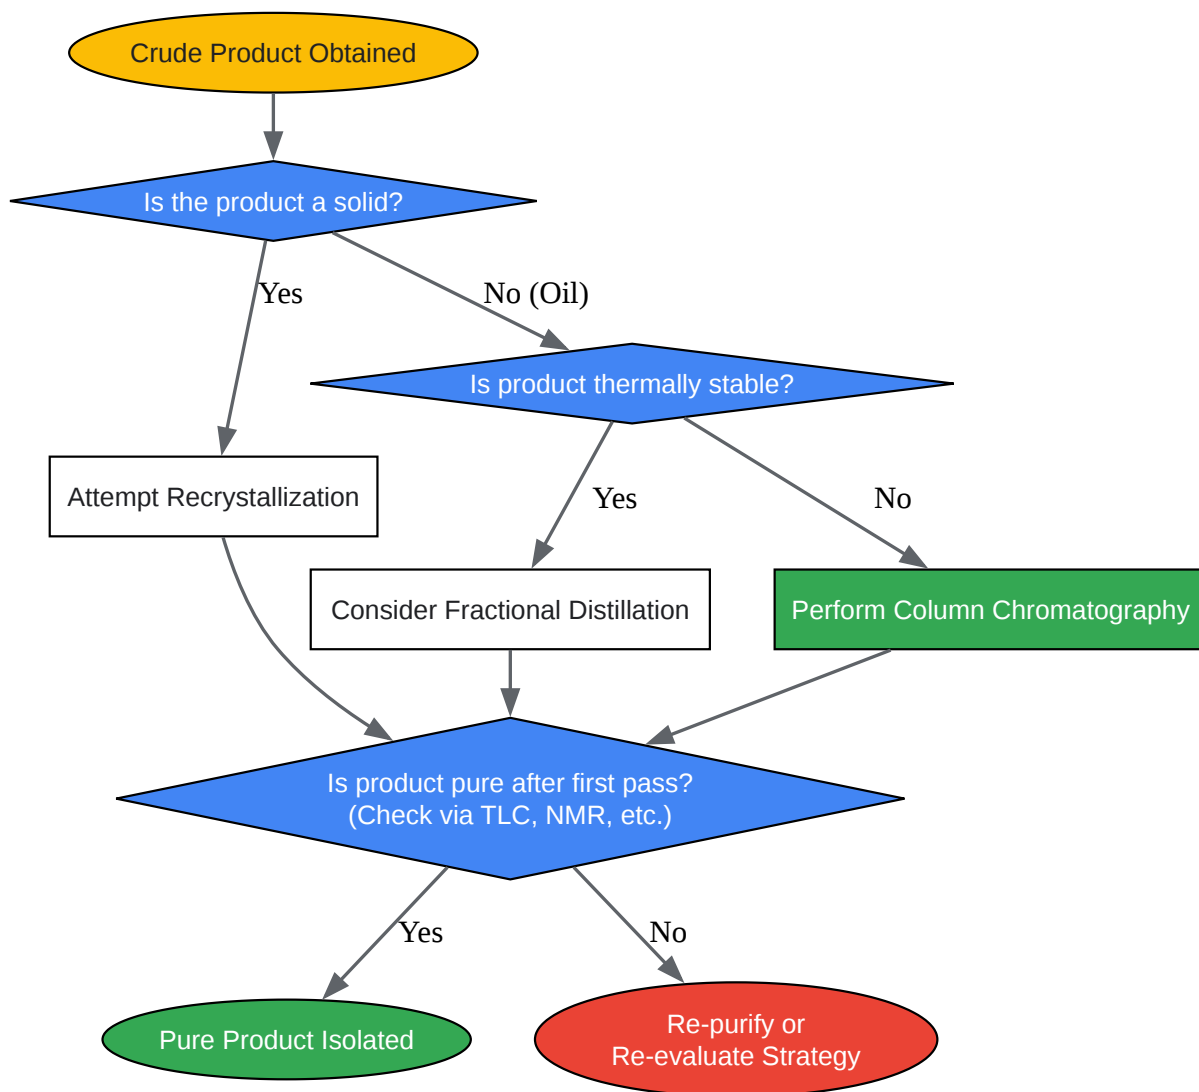 Crude Product Obtained
Is the product a solid?
Yes
No (Oil)
Is product thermally stable?
Attempt Recrystallization
Yes
No
Consider Fractional Distillation
Perform Column Chromatography
Is product pure after first pass?
(Check via TLC, NMR, etc.)
Yes
No
Pure Product Isolated
Re-purify or
Re-evaluate Strategy